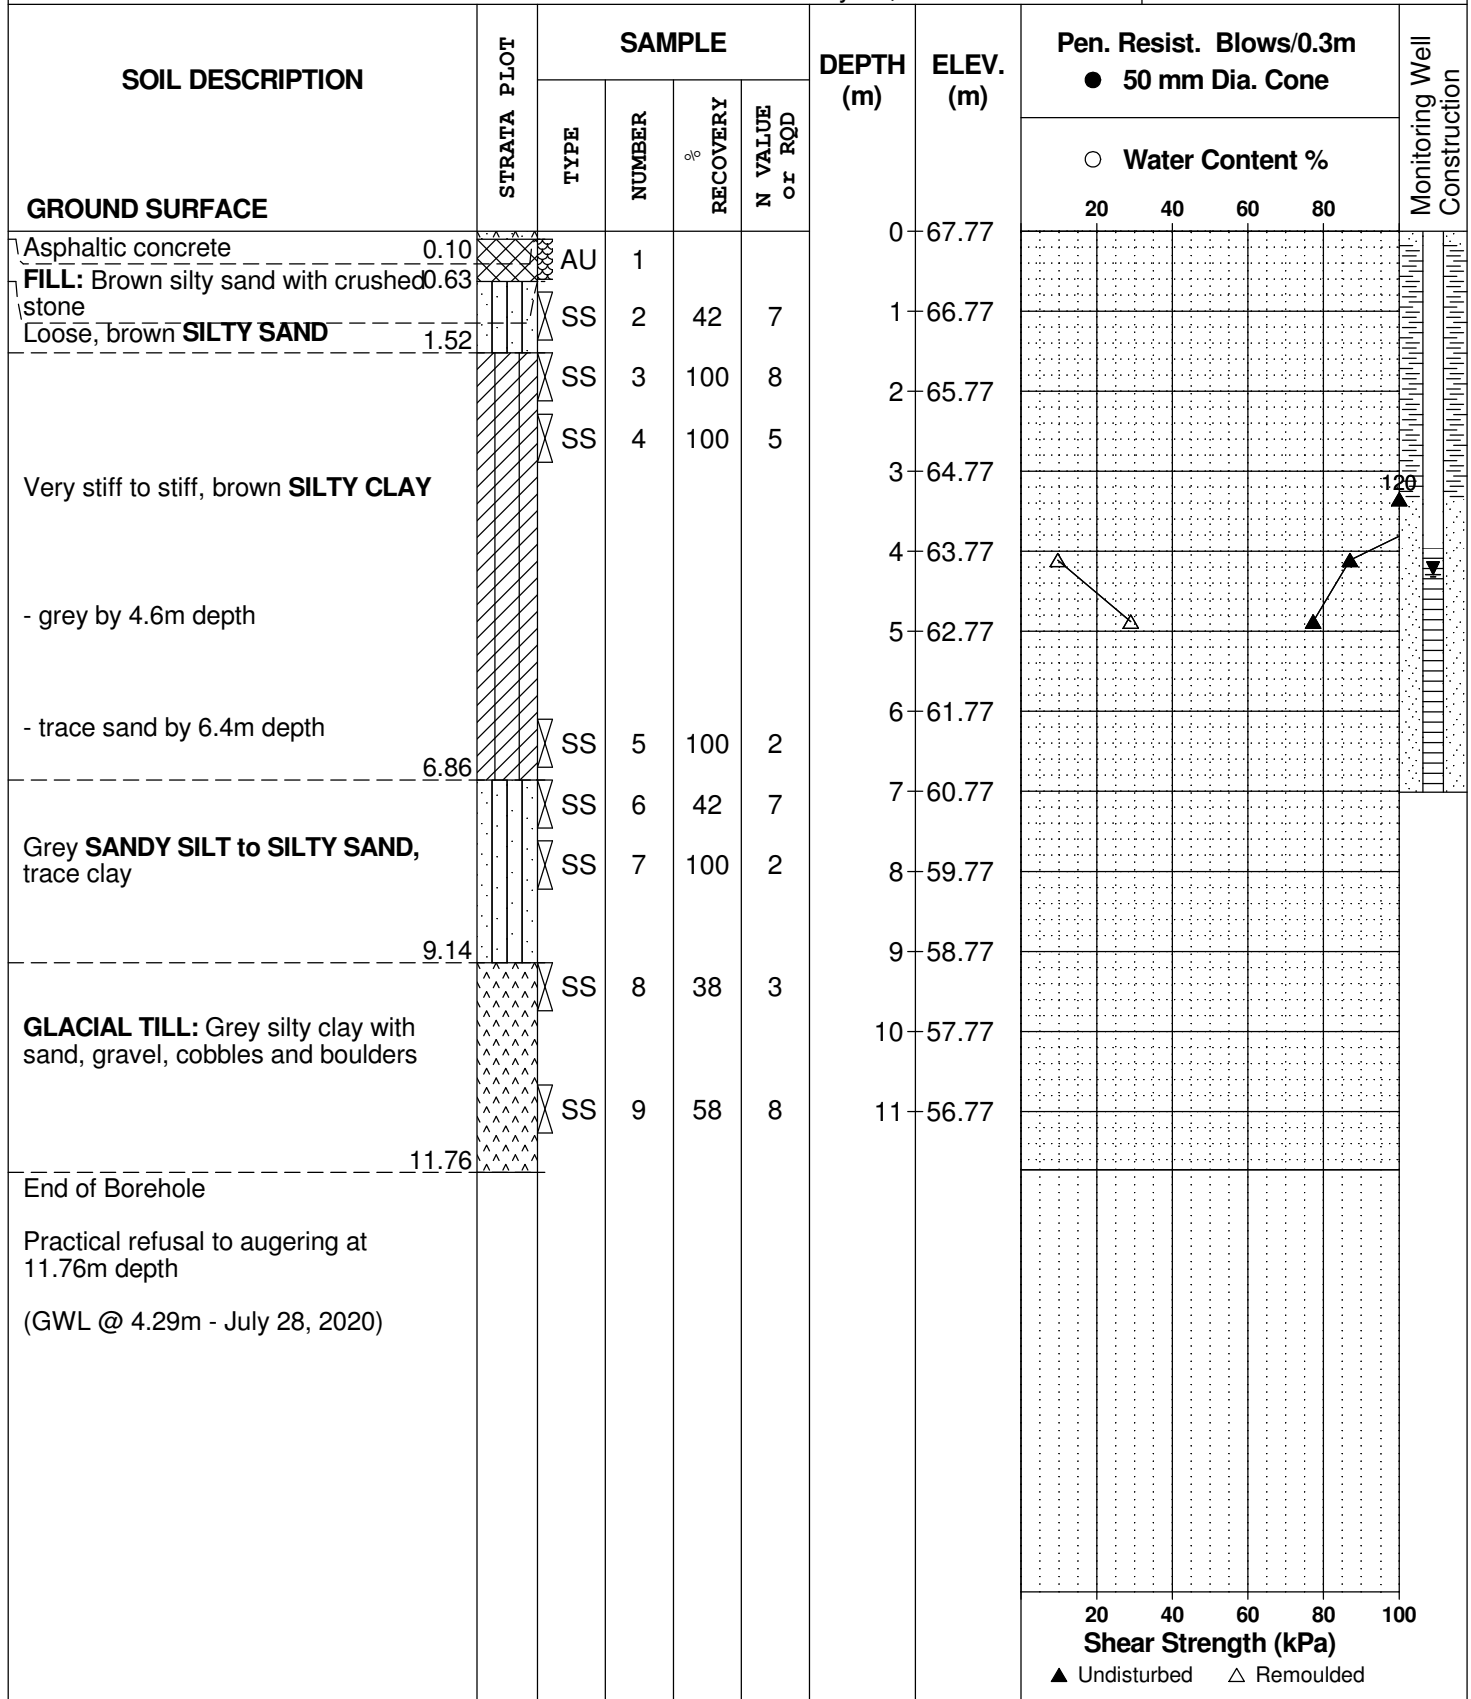 SOIL DESCRIPTION
GROUND SURFACE
STRATA PLOT
SAMPLE
TYPE
NUMBER
% RECOVERY
N VALUE or RQD
DEPTH (m)
ELEV. (m)
Pen. Resist. Blows/0.3m
● 50 mm Dia. Cone
○ Water Content %
20 40 60 80
Monitoring Well Construction
0 67.77
Asphaltic concrete 0.10
AU 1
FILL: Brown silty sand with crushed 0.63
stone
SS 2 42 7
1 66.77
Loose, brown SILTY SAND 1.52
SS 3 100 8
2 65.77
SS 4 100 5
3 64.77
Very stiff to stiff, brown SILTY CLAY
120
4 63.77
- grey by 4.6m depth
5 62.77
6 61.77
- trace sand by 6.4m depth
SS 5 100 2
6.86
7 60.77
SS 6 42 7
Grey SANDY SILT to SILTY SAND,
trace clay
SS 7 100 2
8 59.77
9.14
9 58.77
SS 8 38 3
GLACIAL TILL: Grey silty clay with
sand, gravel, cobbles and boulders
10 57.77
SS 9 58 8
11 56.77
11.76
End of Borehole
Practical refusal to augering at
11.76m depth
(GWL @ 4.29m - July 28, 2020)
20 40 60 80 100
Shear Strength (kPa)
▲ Undisturbed △ Remoulded